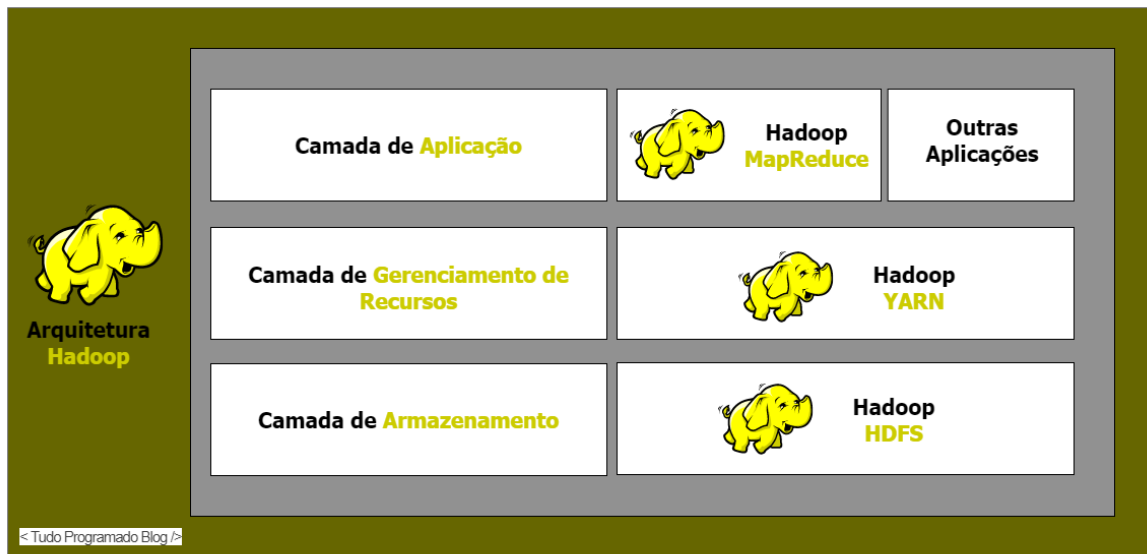 Camada de Aplicação
Hadoop
MapReduce
Outras
Aplicações
Camada de Gerenciamento de
Recursos
Hadoop
YARN
Arquitetura
Hadoop
Camada de Armazenamento
Hadoop
HDFS
< Tudo Programado Blog />